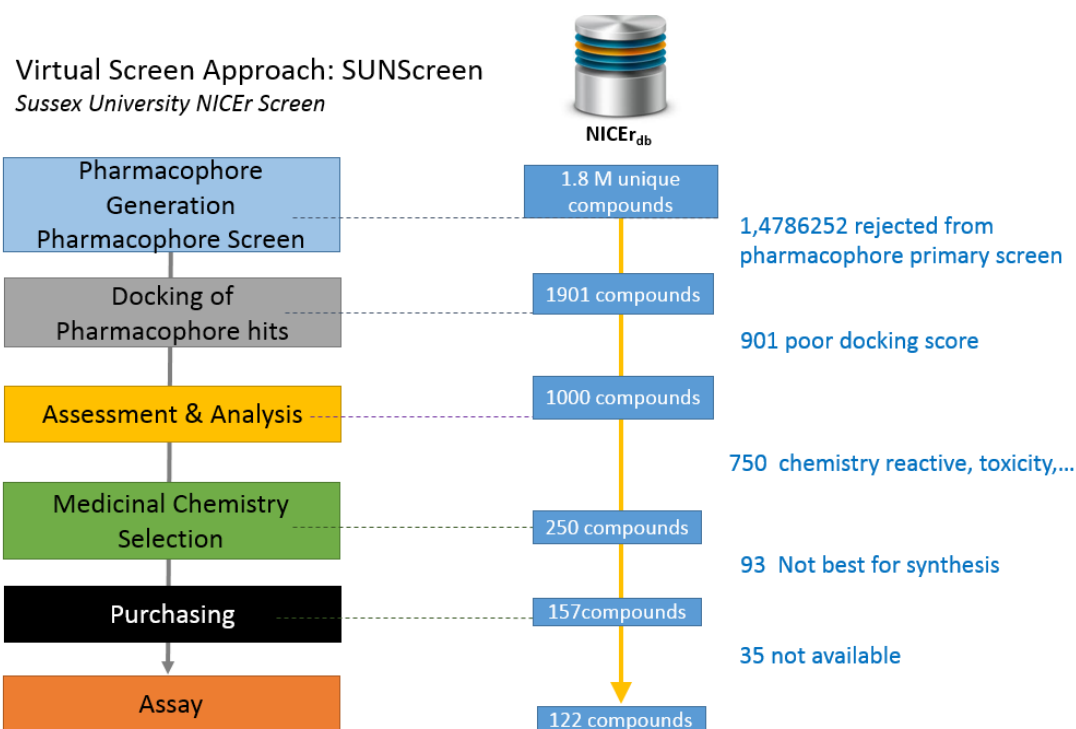 Virtual Screen Approach: SUNScreen
Sussex University NICEr Screen
NICErdb
Pharmacophore
Generation
Pharmacophore Screen
1.8 M unique
compounds
1,4786252 rejected from
pharmacophore primary screen
Docking of
Pharmacophore hits
1901 compounds
901 poor docking score
Assessment & Analysis
1000 compounds
750 chemistry reactive, toxicity,...
Medicinal Chemistry
Selection
250 compounds
93 Not best for synthesis
Purchasing
157compounds
35 not available
Assay
122 compounds